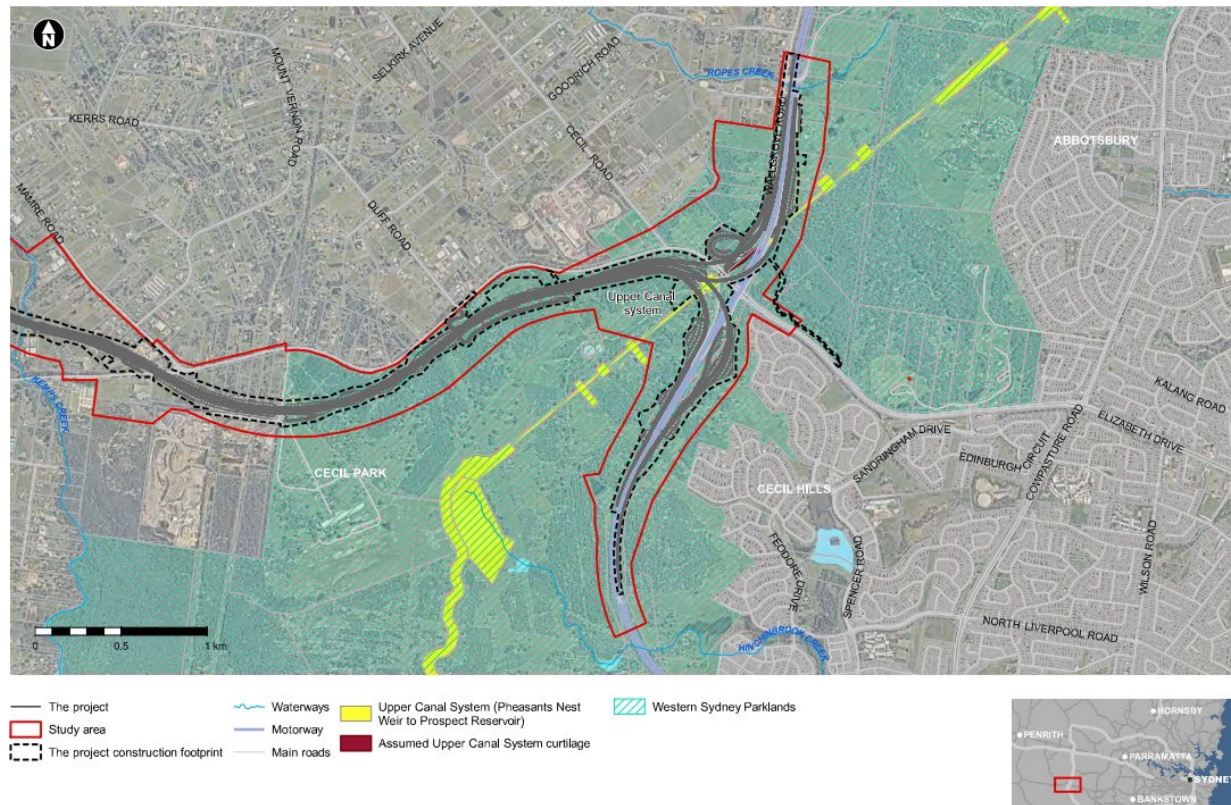 N
ROPES CREEK
SELKIRK AVENUE
GOODRICH ROAD
MOUNT VERNON ROAD
KERRS ROAD
CECIL ROAD
WALLGROVE ROAD
ABBOTSBURY
MAMRE ROAD
DUFF ROAD
Upper Canal
system
KEMPS CREEK
KALANG ROAD
ELIZABETH DRIVE
SANDRINGHAM DRIVE
EDINBURGH CIRCUIT
COWPASTURE ROAD
CECIL PARK
CECIL HILLS
FEODORE DRIVE
SPENCER ROAD
WILSON ROAD
NORTH LIVERPOOL ROAD
HINCHINBROOK CREEK
0 0.5 1 km
The project
Study area
The project construction footprint
Waterways
Motorway
Main roads
Upper Canal System (Pheasants Nest
Weir to Prospect Reservoir)
Assumed Upper Canal System curtilage
Western Sydney Parklands
HORNSBY
PENRITH
PARRAMATTA
SYDNEY
BANKSTOWN